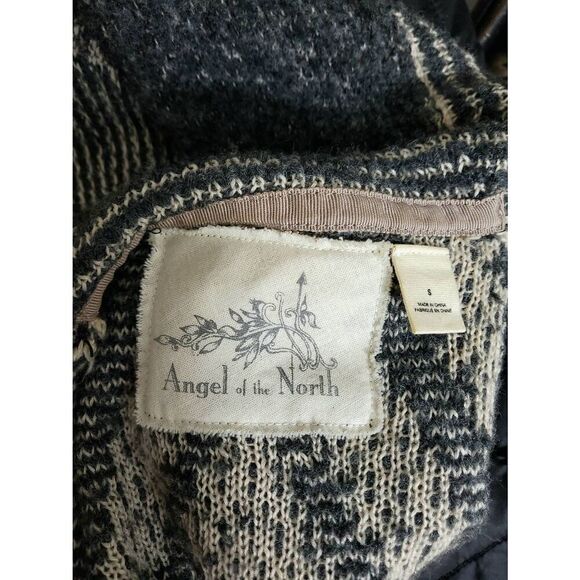 Angel of the North
S
MADE IN CHINA
FABRIQUÉ EN CHINE